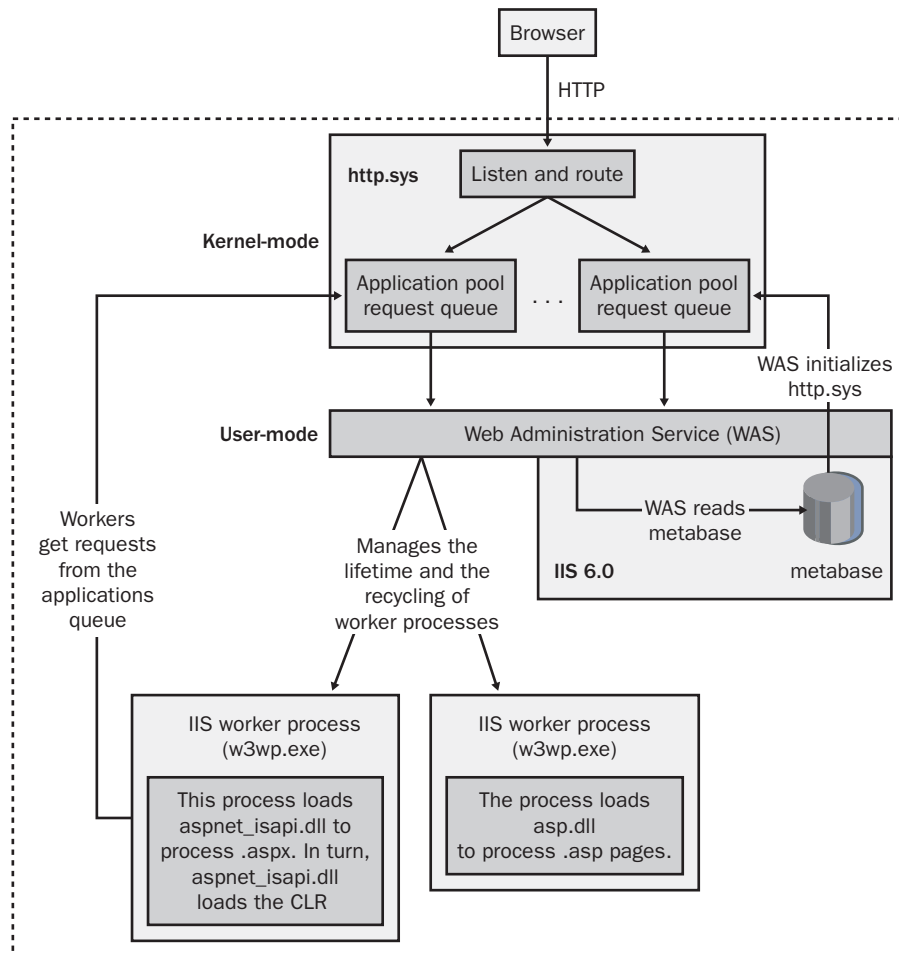 Browser
HTTP
http.sys
Listen and route
Kernel-mode
Application pool
request queue
. . .
Application pool
request queue
WAS initializes
http.sys
User-mode
Web Administration Service (WAS)
WAS reads
metabase
IIS 6.0
metabase
Workers
get requests
from the
applications
queue
Manages the
lifetime and the
recycling of
worker processes
IIS worker process
(w3wp.exe)
This process loads
aspnet_isapi.dll to
process .aspx. In turn,
aspnet_isapi.dll
loads the CLR
IIS worker process
(w3wp.exe)
The process loads
asp.dll
to process .asp pages.